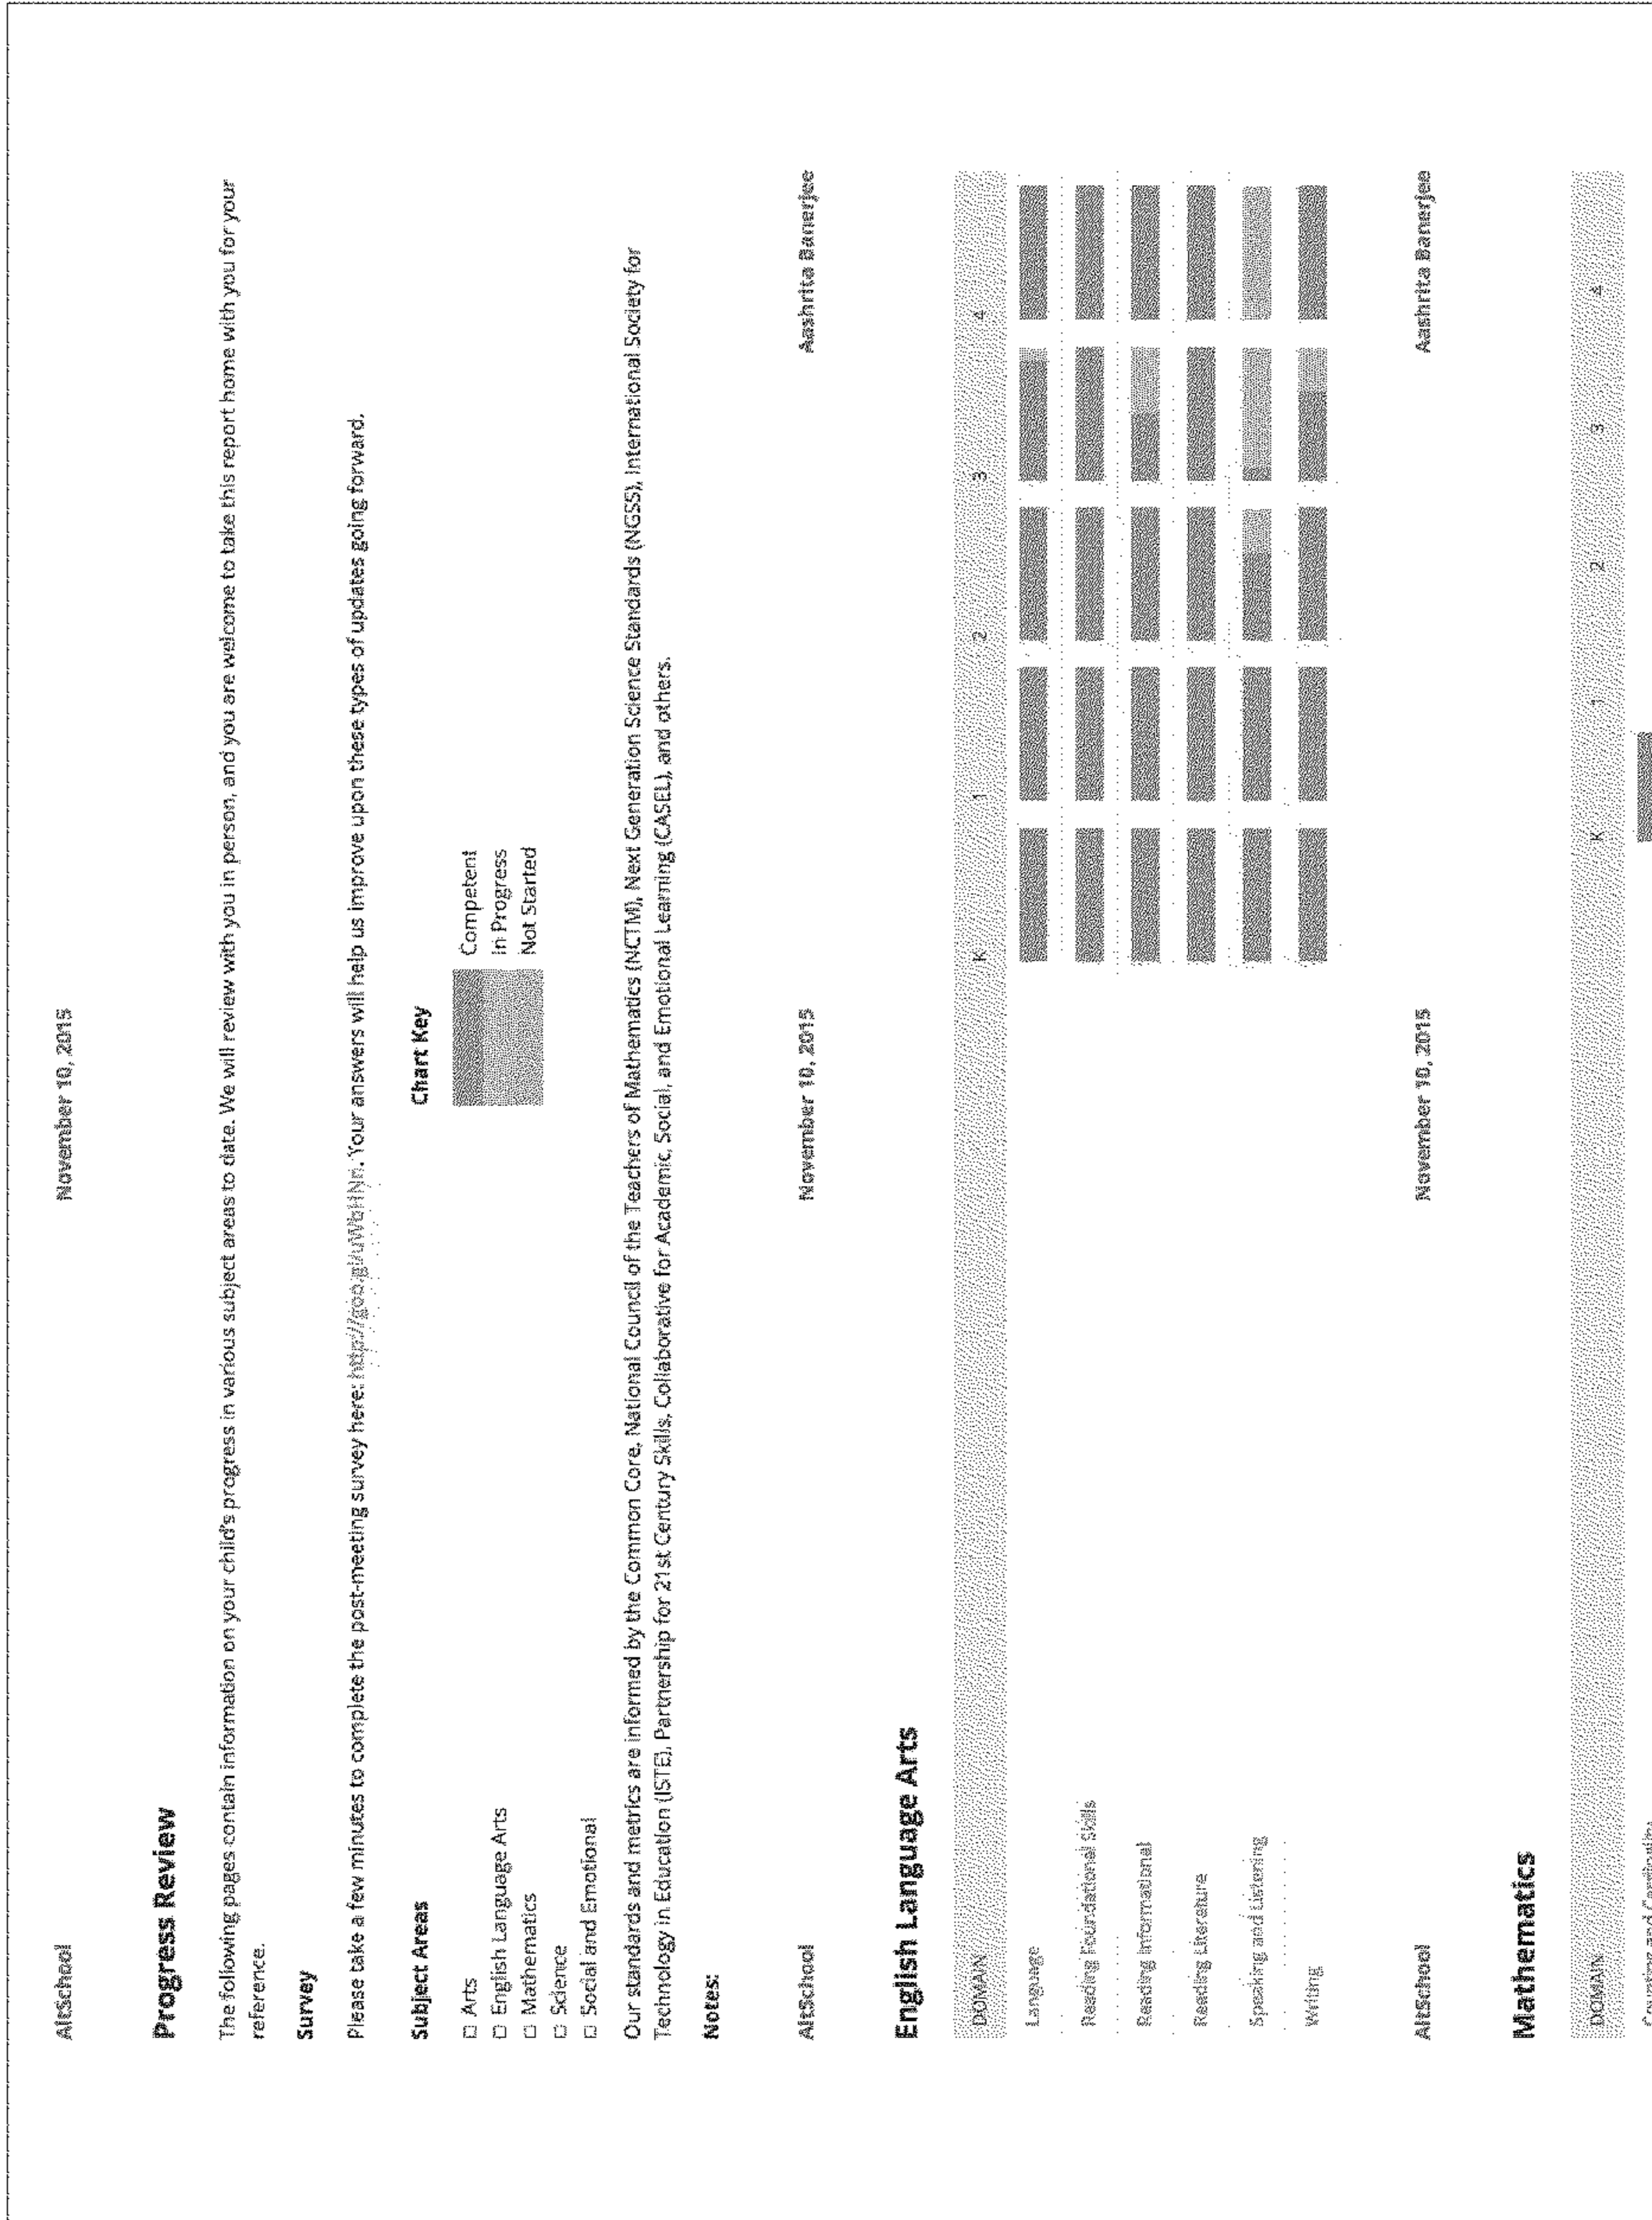 AltSchool November 10, 2015
Progress Review
The following pages contain information on your child's progress in various subject areas to date. We will review with you in person, and you are welcome to take this report home with you for your
reference.
Survey
Please take a few minutes to complete the post-meeting survey here: Your answers will help us improve upon these types of updates going forward.
Subject Areas Chart Key
□ Arts Competent
□ English Language Arts In Progress
□ Mathematics Not Started
□ Science
□ Social and Emotional
Our standards and metrics are informed by the Common Core, National Council of the Teachers of Mathematics (NCTM), Next Generation Science Standards (NGSS), International Society for
Technology in Education (ISTE), Partnership for 21st Century Skills, Collaborative for Academic, Social, and Emotional Learning (CASEL), and others.
Notes:
AltSchool November 10, 2015 Aashrita Banerjee
English Language Arts
DOMAIN K 1 2 3 4
Language
Reading Foundational Skills
Reading Informational
Reading Literature
Speaking and Listening
Writing
AltSchool November 10, 2015 Aashrita Banerjee
Mathematics
DOMAIN K 1 2 3 4
Counting and Cardinality